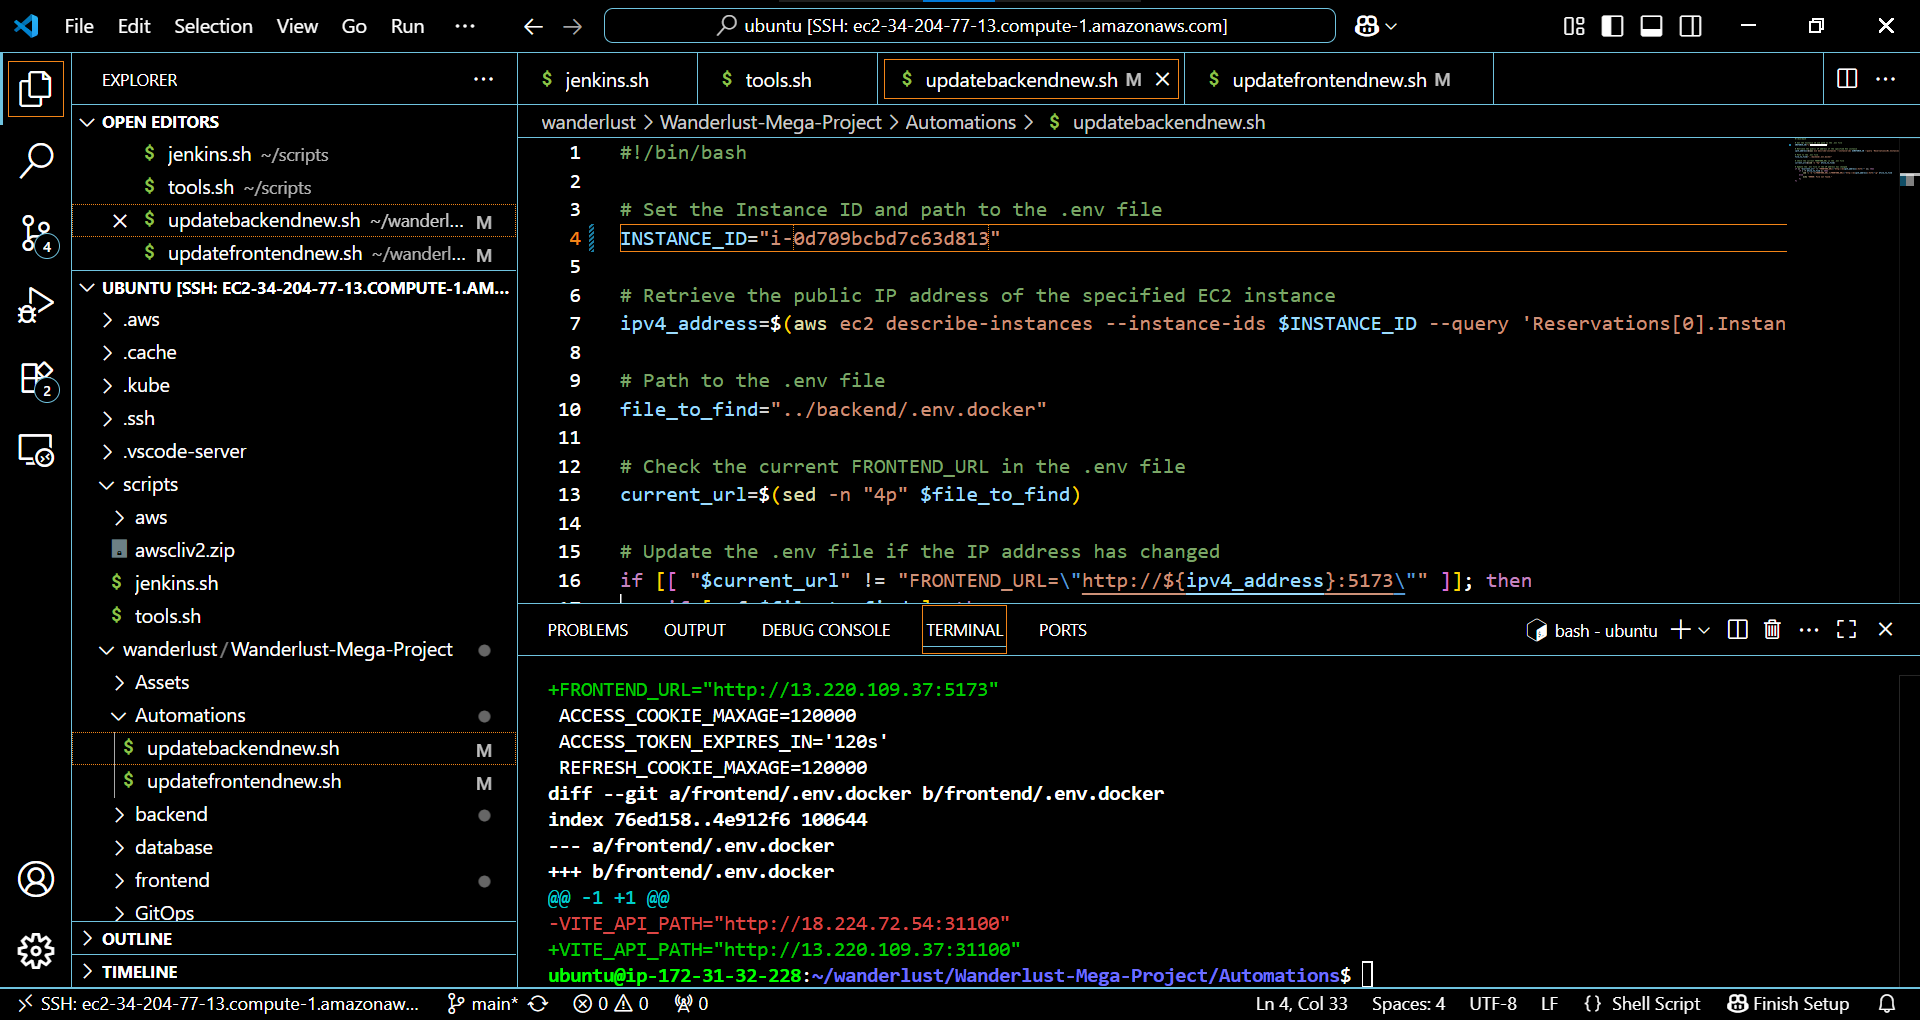 File Edit Selection View Go Run ···
ubuntu [SSH: ec2-34-204-77-13.compute-1.amazonaws.com]
EXPLORER
OPEN EDITORS
$ jenkins.sh ~/scripts
$ tools.sh ~/scripts
$ updatebackendnew.sh ~/wanderl... M
$ updatefrontendnew.sh ~/wanderl... M
UBUNTU [SSH: EC2-34-204-77-13.COMPUTE-1.AM...
.aws
.cache
.kube
.ssh
.vscode-server
scripts
aws
awscliv2.zip
$ jenkins.sh
$ tools.sh
wanderlust/Wanderlust-Mega-Project
Assets
Automations
$ updatebackendnew.sh M
$ updatefrontendnew.sh M
backend
database
frontend
GitOps
OUTLINE
TIMELINE
4
2
$ jenkins.sh $ tools.sh $ updatebackendnew.sh M $ updatefrontendnew.sh M
wanderlust > Wanderlust-Mega-Project > Automations > $ updatebackendnew.sh
1 #!/bin/bash
2
3 # Set the Instance ID and path to the .env file
4 INSTANCE_ID="i-0d709bcbd7c63d813"
5
6 # Retrieve the public IP address of the specified EC2 instance
7 ipv4_address=$(aws ec2 describe-instances --instance-ids $INSTANCE_ID --query 'Reservations[0].Instan
8
9 # Path to the .env file
10 file_to_find="../backend/.env.docker"
11
12 # Check the current FRONTEND_URL in the .env file
13 current_url=$(sed -n "4p" $file_to_find)
14
15 # Update the .env file if the IP address has changed
16 if [[ "$current_url" != "FRONTEND_URL=\"http://${ipv4_address}:5173\"" ]]; then
PROBLEMS OUTPUT DEBUG CONSOLE TERMINAL PORTS
bash - ubuntu
+FRONTEND_URL="http://13.220.109.37:5173"
ACCESS_COOKIE_MAXAGE=120000
ACCESS_TOKEN_EXPIRES_IN='120s'
REFRESH_COOKIE_MAXAGE=120000
diff --git a/frontend/.env.docker b/frontend/.env.docker
index 76ed158..4e912f6 100644
--- a/frontend/.env.docker
+++ b/frontend/.env.docker
@@ -1 +1 @@
-VITE_API_PATH="http://18.224.72.54:31100"
+VITE_API_PATH="http://13.220.109.37:31100"
ubuntu@ip-172-31-32-228:~/wanderlust/Wanderlust-Mega-Project/Automations$
SSH: ec2-34-204-77-13.compute-1.amazonaw... main* 0 0 0 Ln 4, Col 33 Spaces: 4 UTF-8 LF {} Shell Script Finish Setup